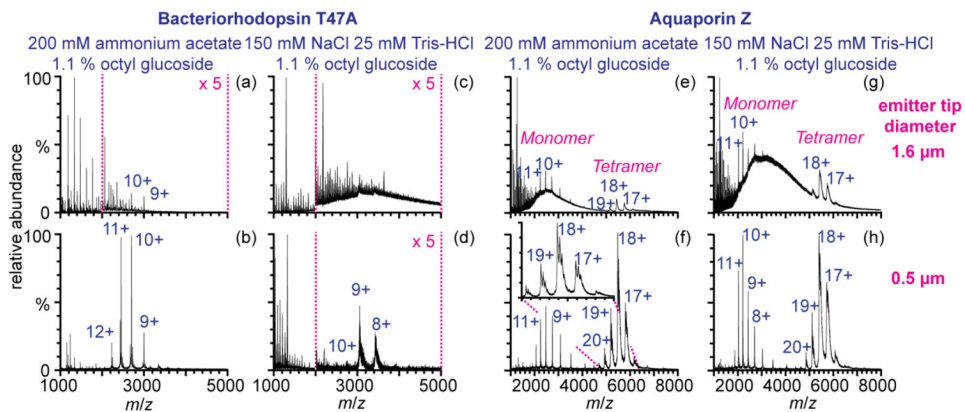 Bacteriorhodopsin T47A
Aquaporin Z
200 mM ammonium acetate
1.1 % octyl glucoside
150 mM NaCl 25 mM Tris-HCl
1.1 % octyl glucoside
200 mM ammonium acetate
1.1 % octyl glucoside
150 mM NaCl 25 mM Tris-HCl
1.1 % octyl glucoside
relative abundance
100
%
0
x 5
(a)
10+
9+
x 5
(c)
(e)
Monomer
10+
11+
Tetramer
18+
19+
17+
(g)
Monomer
10+
11+
Tetramer
18+
17+
emitter tip
diameter
1.6 µm
100
%
0
(b)
11+
10+
12+
9+
1000
3000
5000
m/z
x 5
(d)
9+
10+
8+
1000
3000
5000
m/z
(f)
18+
19+
17+
18+
17+
19+
20+
11+
9+
2000
4000
6000
8000
m/z
(h)
18+
17+
19+
20+
10+
11+
9+
8+
2000
4000
6000
8000
m/z
0.5 µm